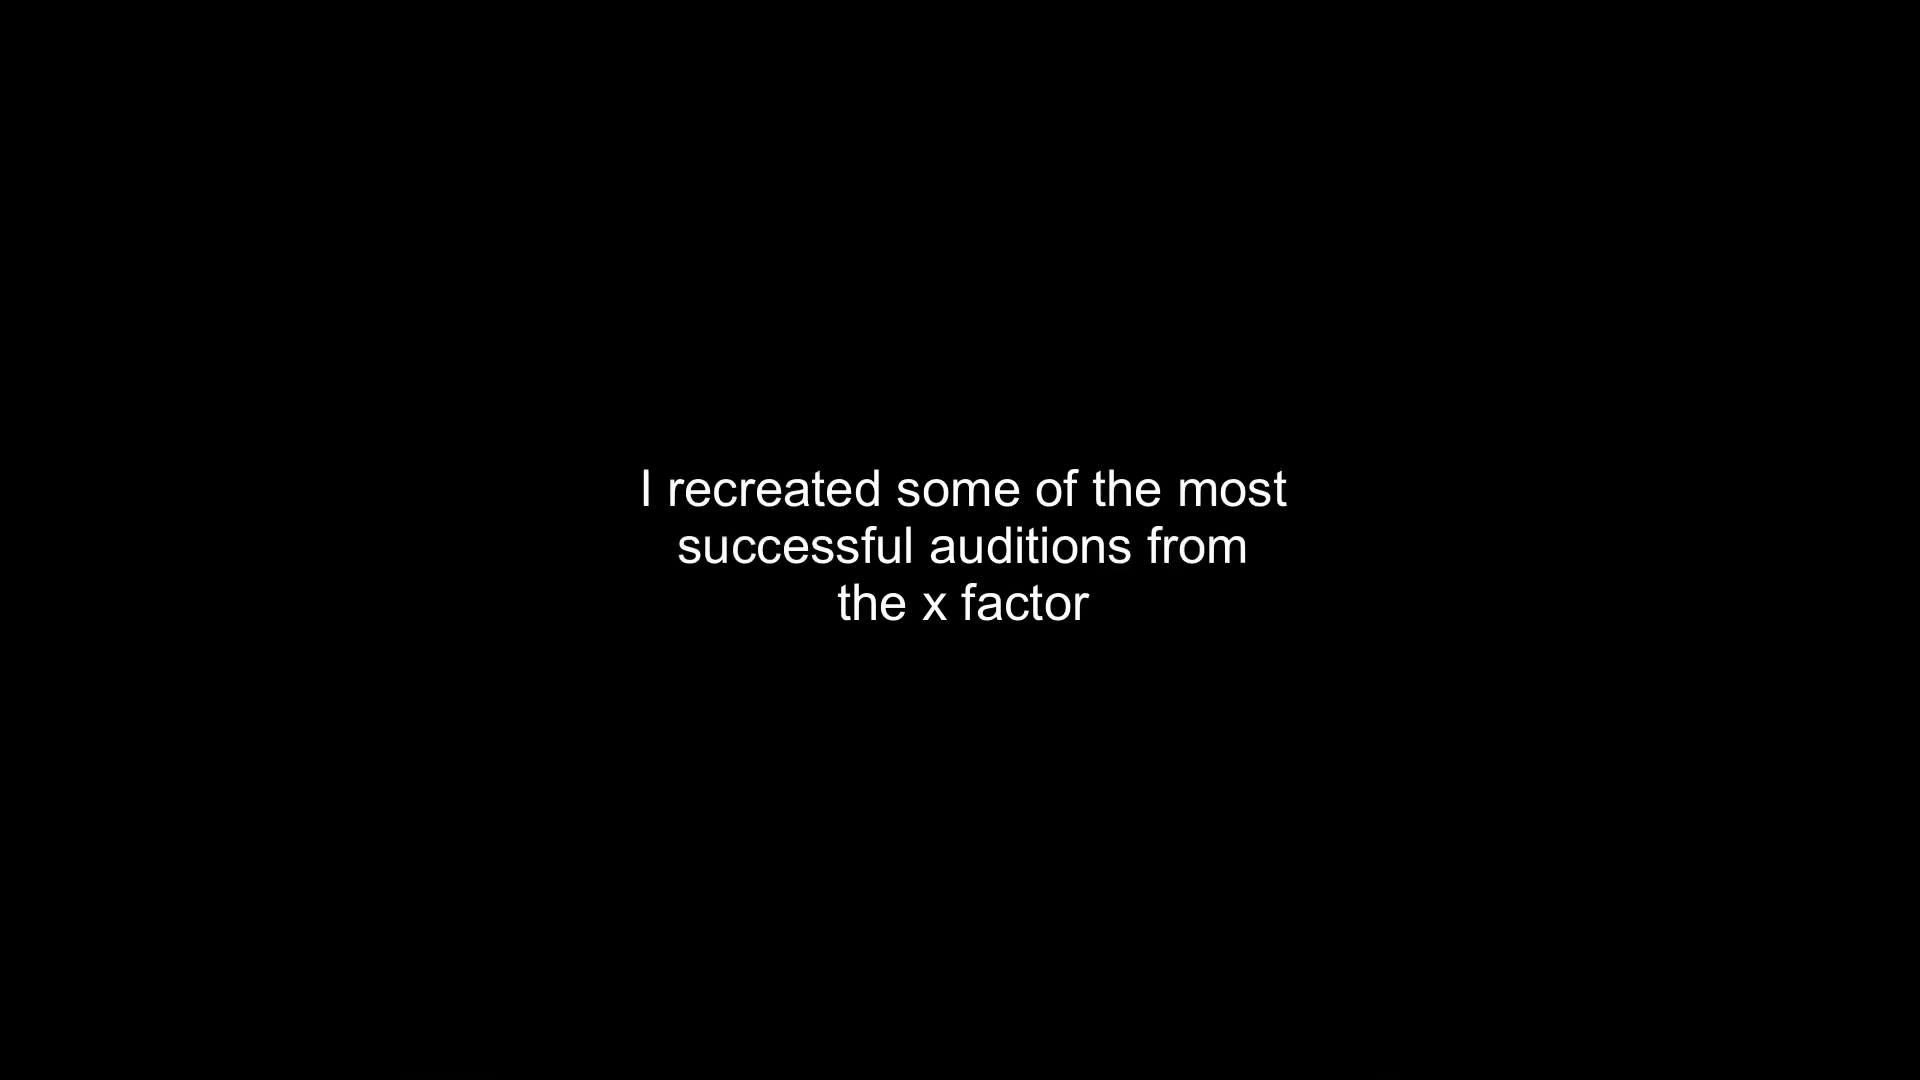 I recreated some of the most
successful auditions from
the x factor